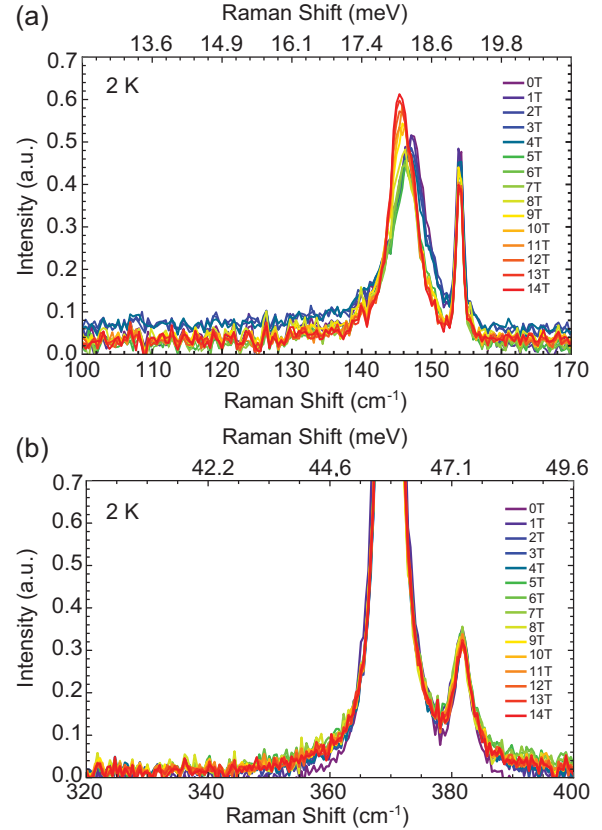 (a)
Raman Shift (meV)
13.6 14.9 16.1 17.4 18.6 19.8
2 K
0.7
0.6
0.5
0.4
0.3
0.2
0.1
0.0
Intensity (a.u.)
0T
1T
2T
3T
4T
5T
6T
7T
8T
9T
10T
11T
12T
13T
14T
100 110 120 130 140 150 160 170
Raman Shift (cm⁻¹)
(b)
Raman Shift (meV)
42.2 44.6 47.1 49.6
2 K
0.7
0.6
0.5
0.4
0.3
0.2
0.1
0.0
Intensity (a.u.)
0T
1T
2T
3T
4T
5T
6T
7T
8T
9T
10T
11T
12T
13T
14T
320 340 360 380 400
Raman Shift (cm⁻¹)